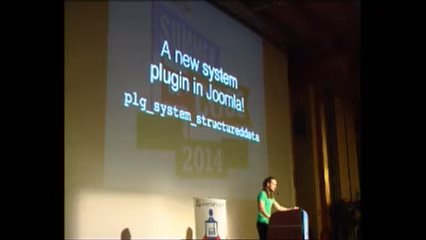 A new system
plugin in Joomla!
plg_system_structureddata
2014